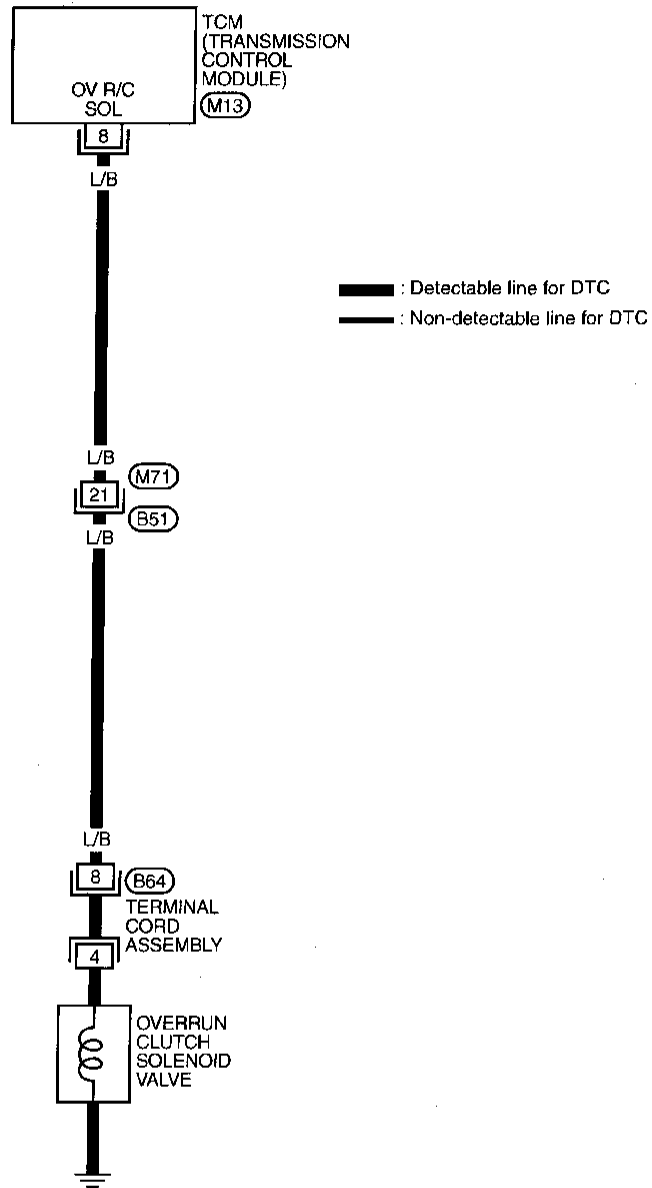 TCM
(TRANSMISSION
CONTROL
MODULE)
M13
OV R/C
SOL
8
L/B
: Detectable line for DTC
: Non-detectable line for DTC
L/B
M71
21
B51
L/B
L/B
8
B64
TERMINAL
CORD
ASSEMBLY
4
OVERRUN
CLUTCH
SOLENOID
VALVE